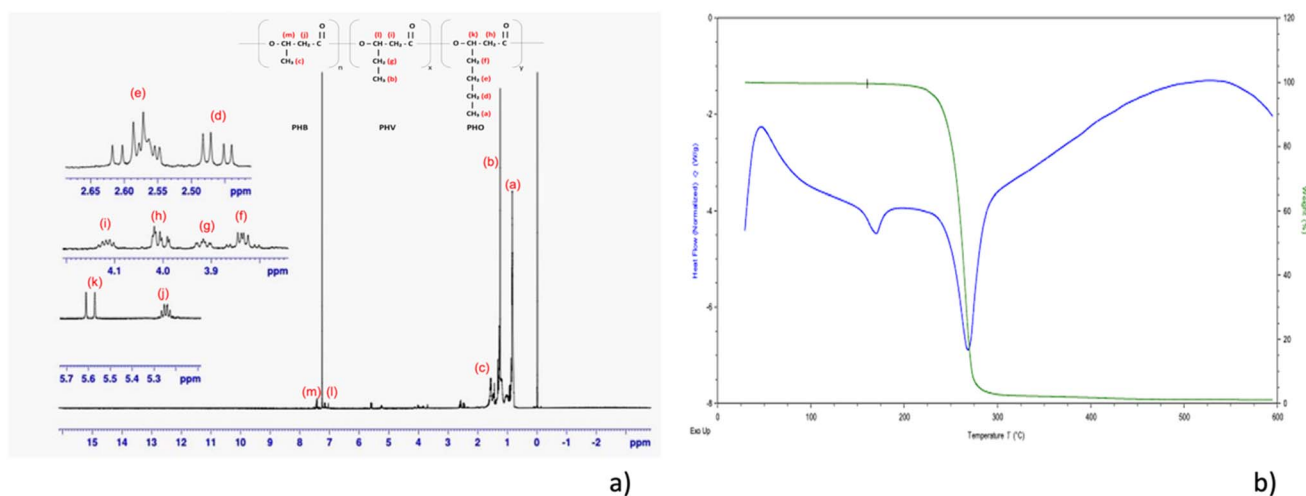 (m) (j) O
O — CH — CH₂ — C
CH₃ (c)
n
(l) (i) O
O — CH — CH₂ — C
CH₂ (g)
CH₃ (b)
x
(k) (h) O
O — CH — CH₂ — C
CH₂ (f)
CH₂ (e)
CH₂ (d)
CH₃ (a)
y
PHB PHV PHO
(e) (d)
2.65 2.60 2.55 2.50 ppm
(i) (h) (g) (f)
4.1 4.0 3.9 ppm
(k) (j)
5.7 5.6 5.5 5.4 5.3 ppm
(b)
(a)
(c)
(m) (l)
15 14 13 12 11 10 9 8 7 6 5 4 3 2 1 0 -1 -2 ppm
a)
0
-2
-4
-6
-8
Heat Flow (Normalized) Q (W/g)
120
100
80
60
40
20
0
Weight (%)
0 100 200 300 400 500 600
Exo Up
Temperature T (°C)
b)